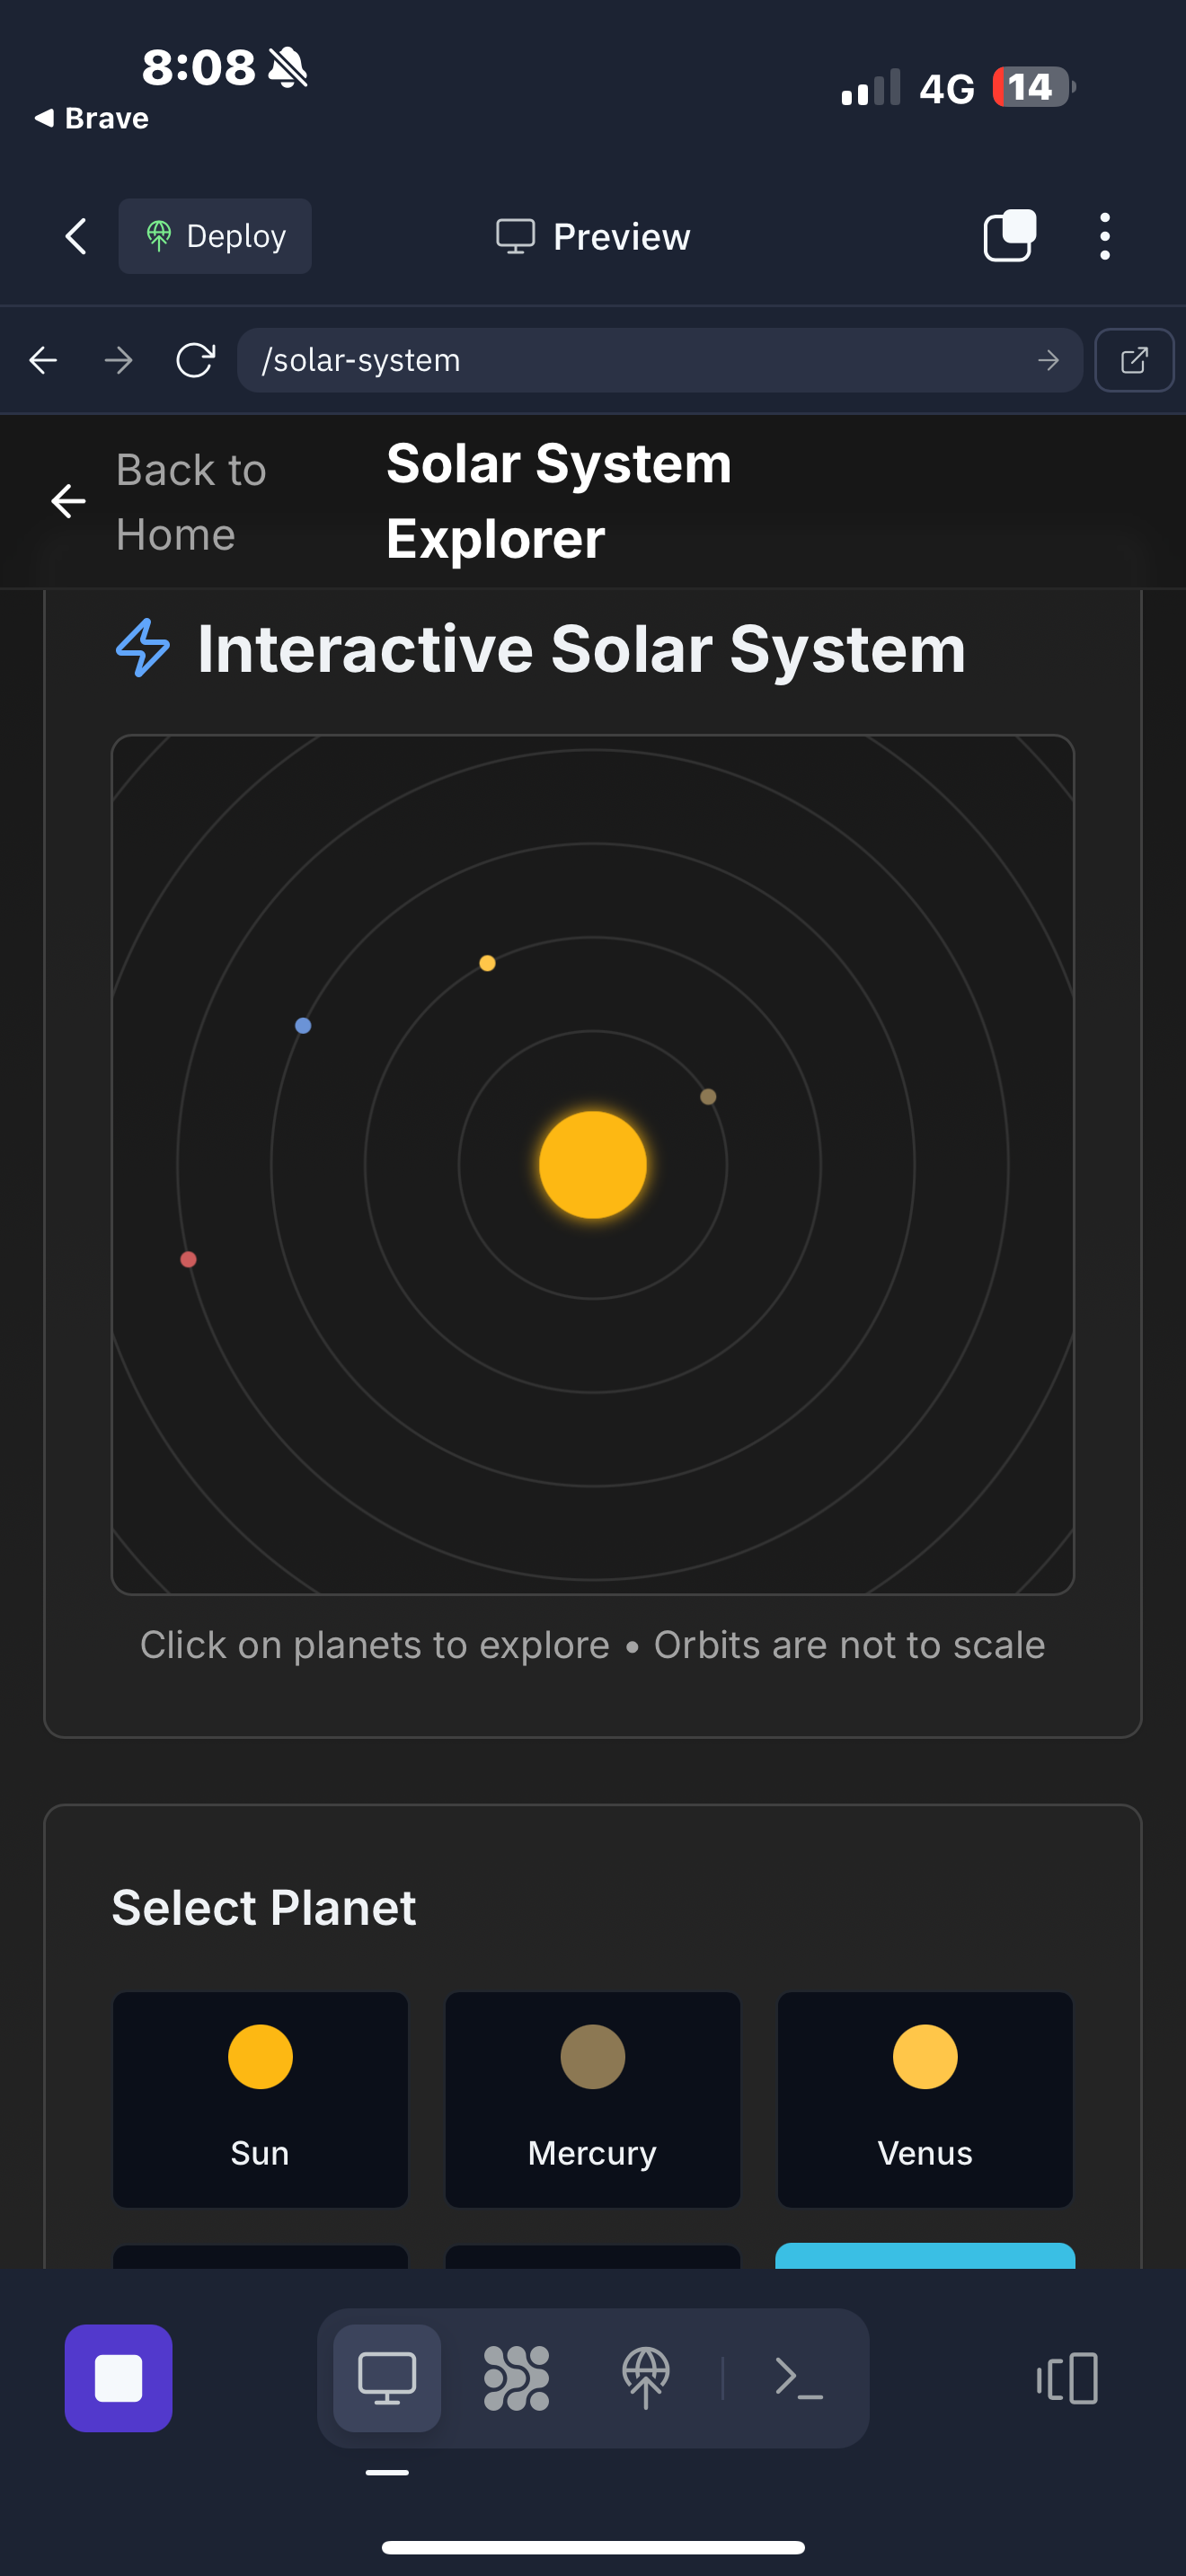 8:08
4G
14
Brave
Deploy
Preview
/solar-system
Back to
Home
Solar System
Explorer
Interactive Solar System
Click on planets to explore • Orbits are not to scale
Select Planet
Sun
Mercury
Venus